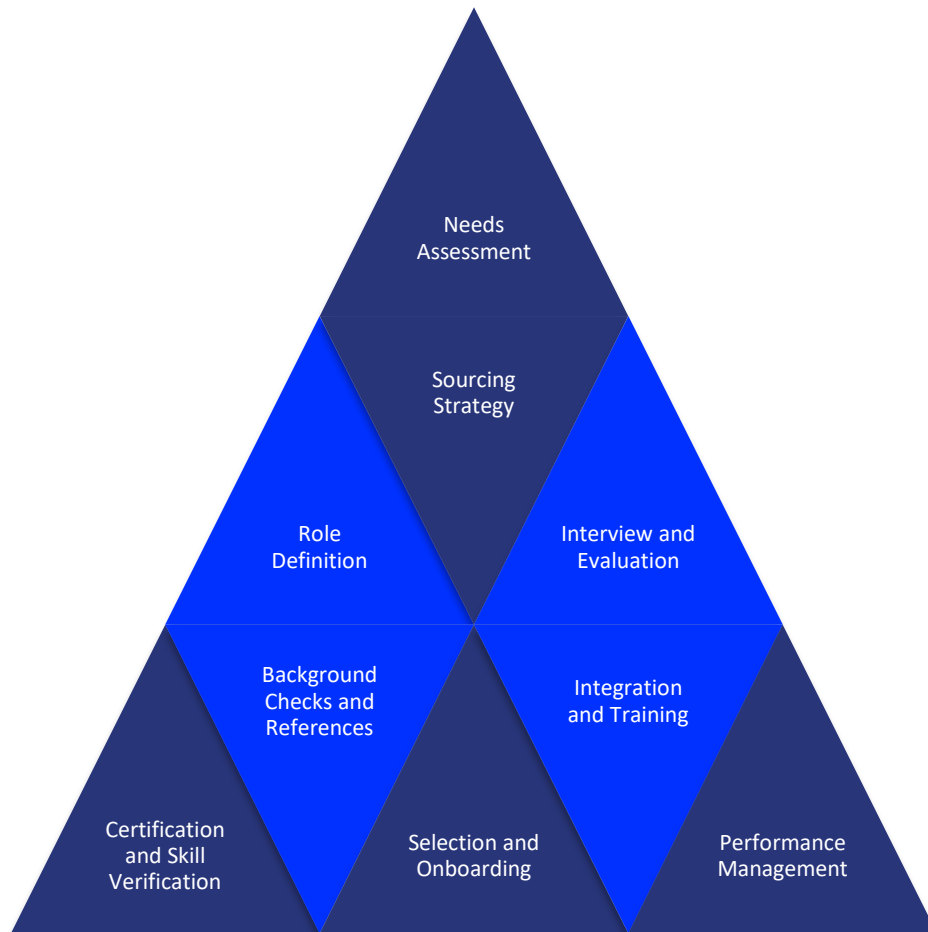 Needs
Assessment
Sourcing
Strategy
Role
Definition
Interview and
Evaluation
Background
Checks and
References
Integration
and Training
Certification
and Skill
Verification
Selection and
Onboarding
Performance
Management